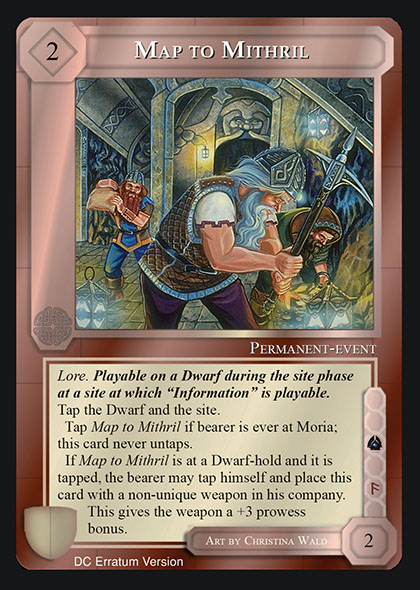 2
Map to Mithril
Permanent-event
Lore. Playable on a Dwarf during the site phase
at a site at which “Information” is playable.
Tap the Dwarf and the site.
Tap Map to Mithril if bearer is ever at Moria;
this card never untaps.
If Map to Mithril is at a Dwarf-hold and it is
tapped, the bearer may tap himself and place this
card with a non-unique weapon in his company.
This gives the weapon a +3 prowess
bonus.
Art by Christina Wald
2
DC Erratum Version